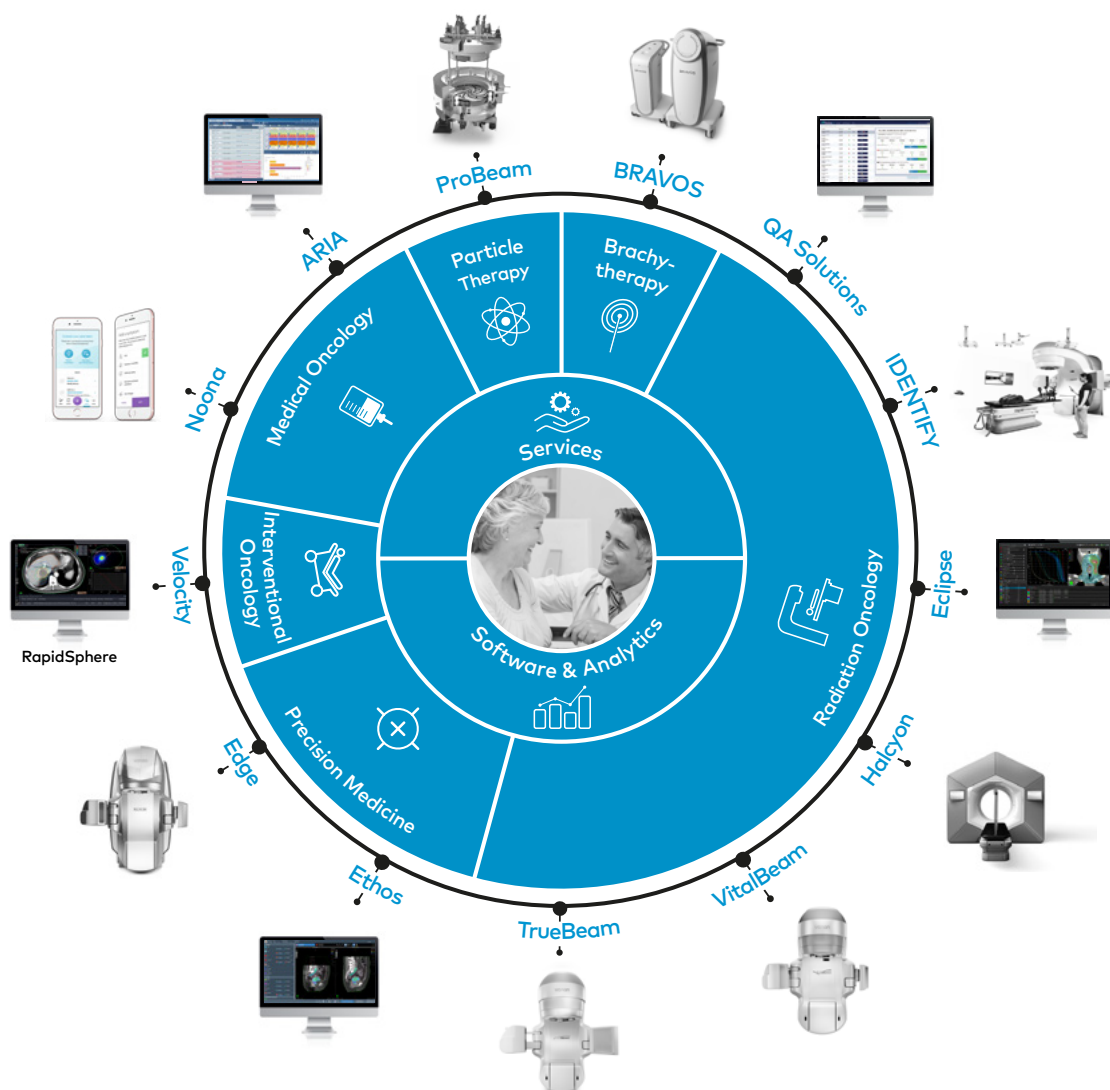 ProBeam
BRAVOS
QA Solutions
IDENTIFY
Eclipse
Halcyon
VitalBeam
TrueBeam
Ethos
Edge
Velocity
RapidSphere
Noona
ARIA
Particle
Therapy
Brachy-
therapy
Radiation Oncology
Precision Medicine
Interventional
Oncology
Medical Oncology
Services
Software & Analytics